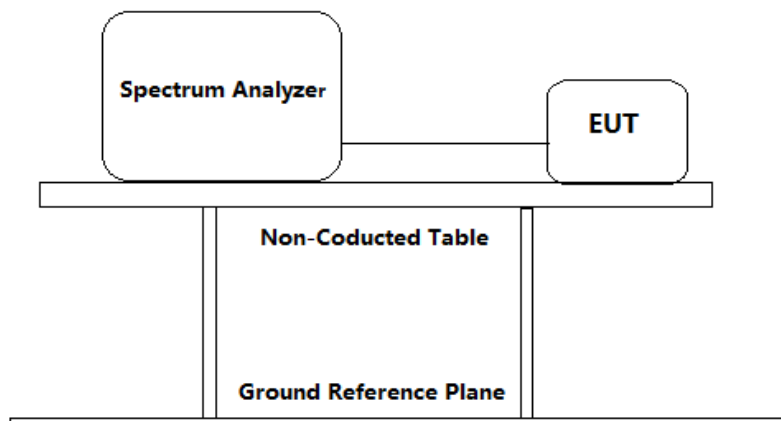 Spectrum Analyzer
EUT
Non-Coducted Table
Ground Reference Plane